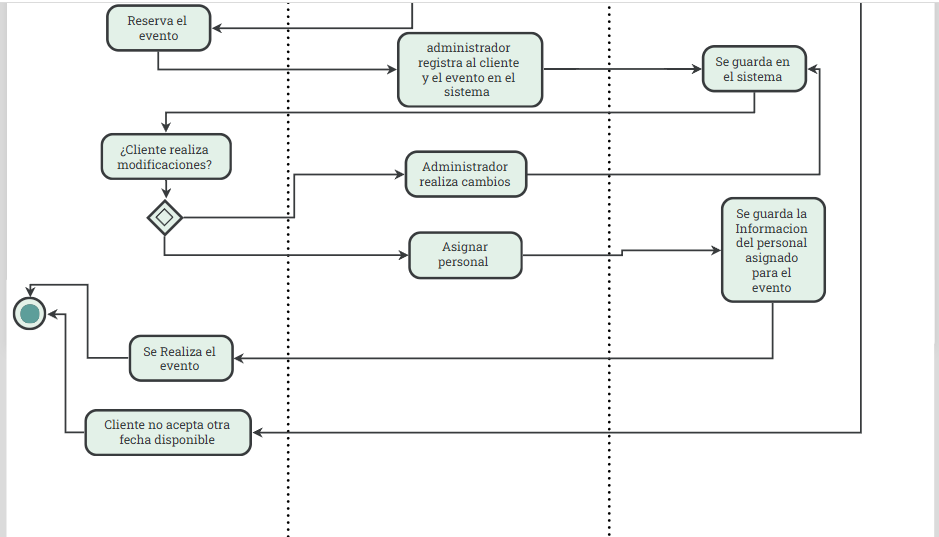 Reserva el
evento
administrador
registra al cliente
y el evento en el
sistema
Se guarda en
el sistema
¿Cliente realiza
modificaciones?
Administrador
realiza cambios
Asignar
personal
Se guarda la
Informacion
del personal
asignado
para el
evento
Se Realiza el
evento
Cliente no acepta otra
fecha disponible